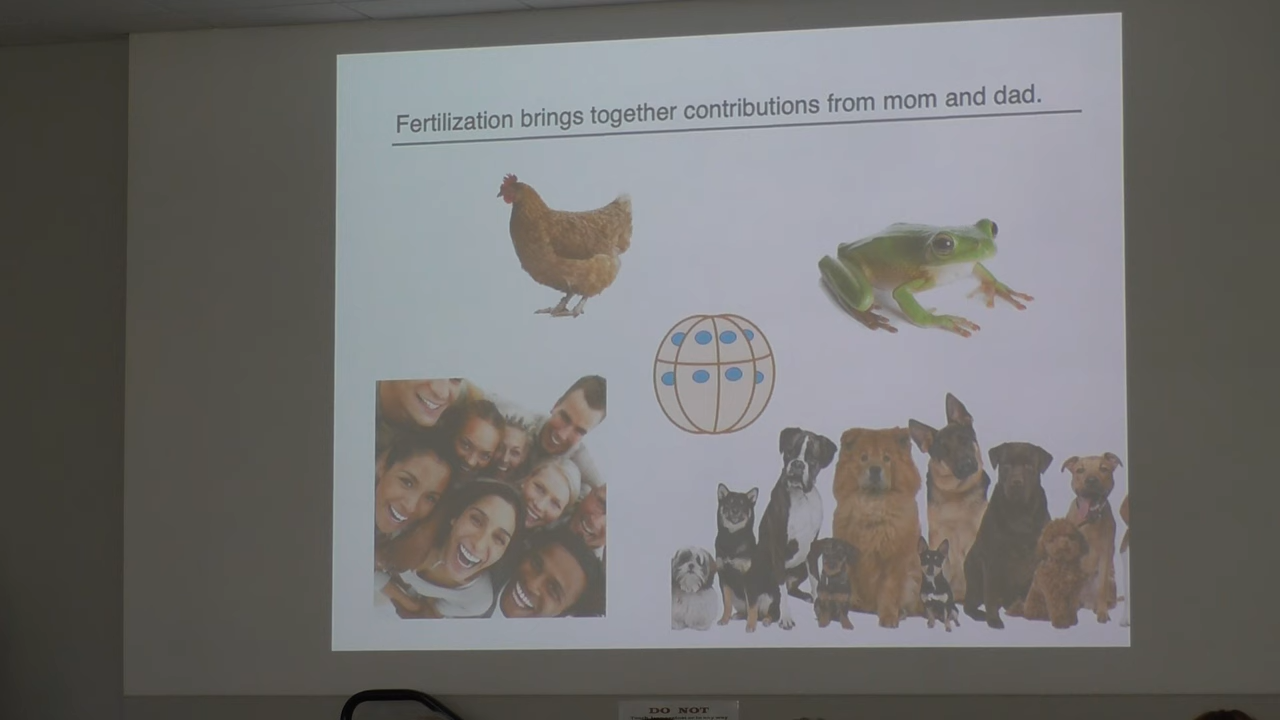 Fertilization brings together contributions from mom and dad.
DO NOT